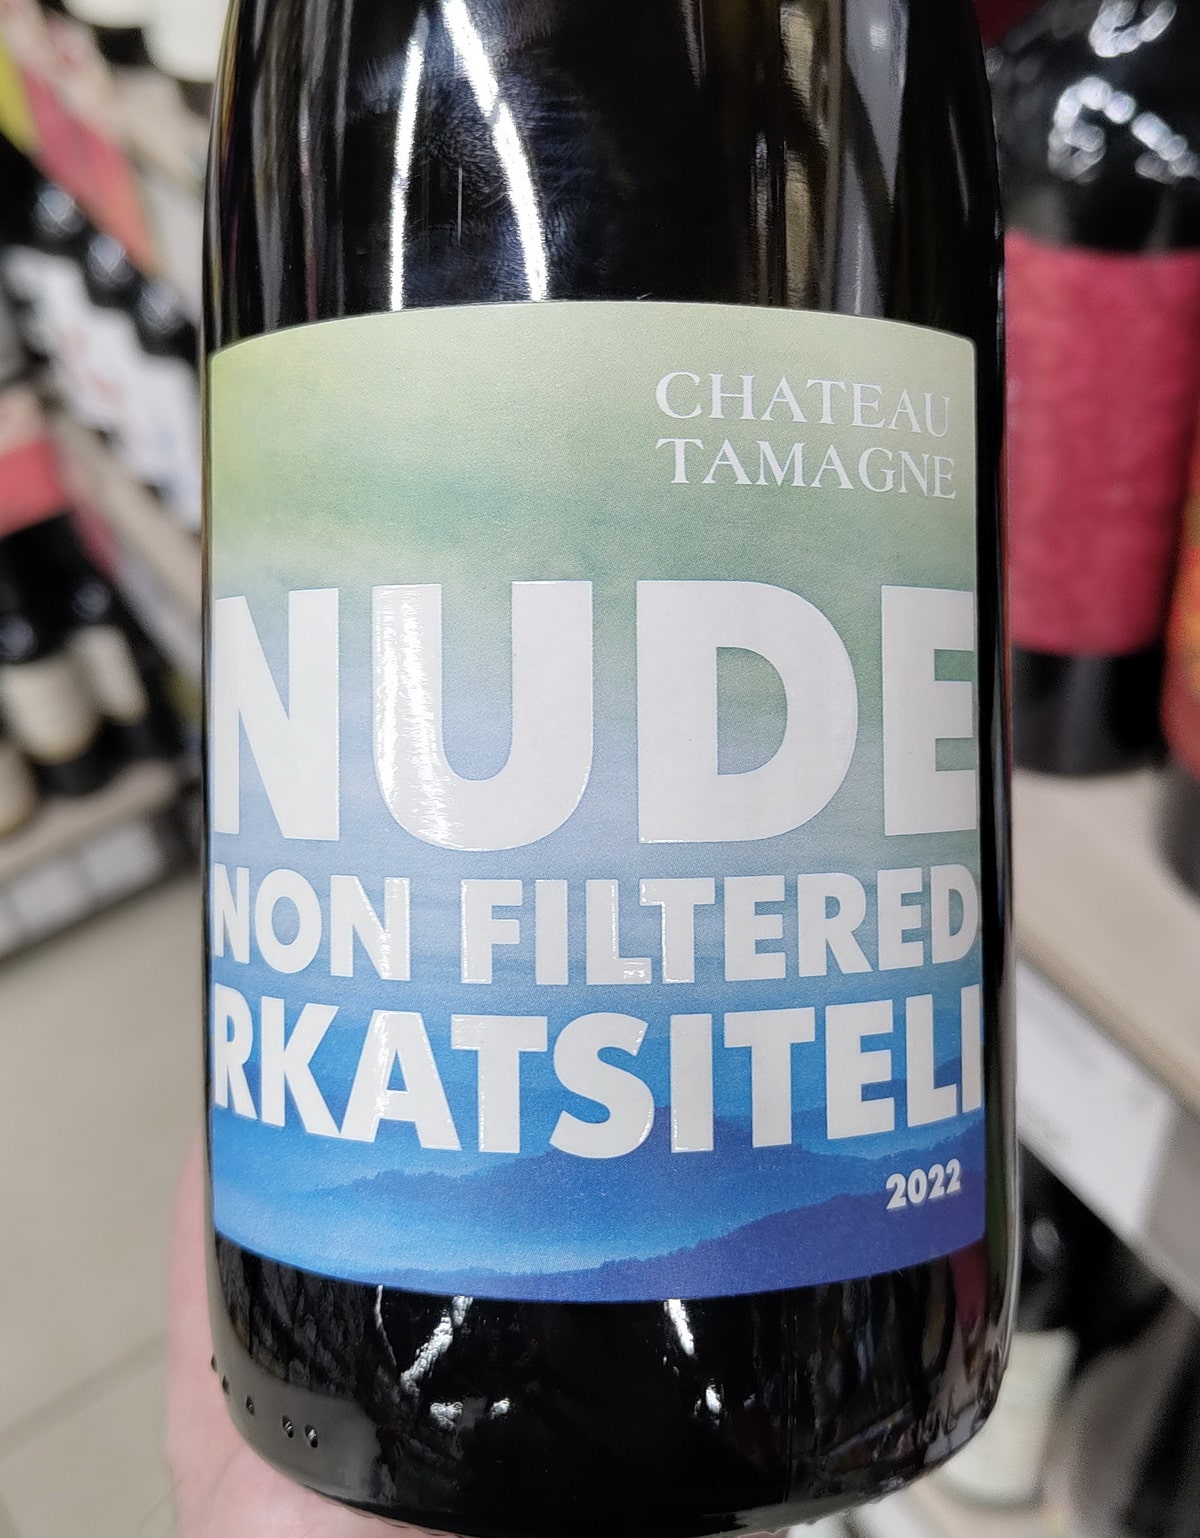 CHATEAU
TAMAGNE
NUDE
NON FILTERED
RKATSITELI
2022